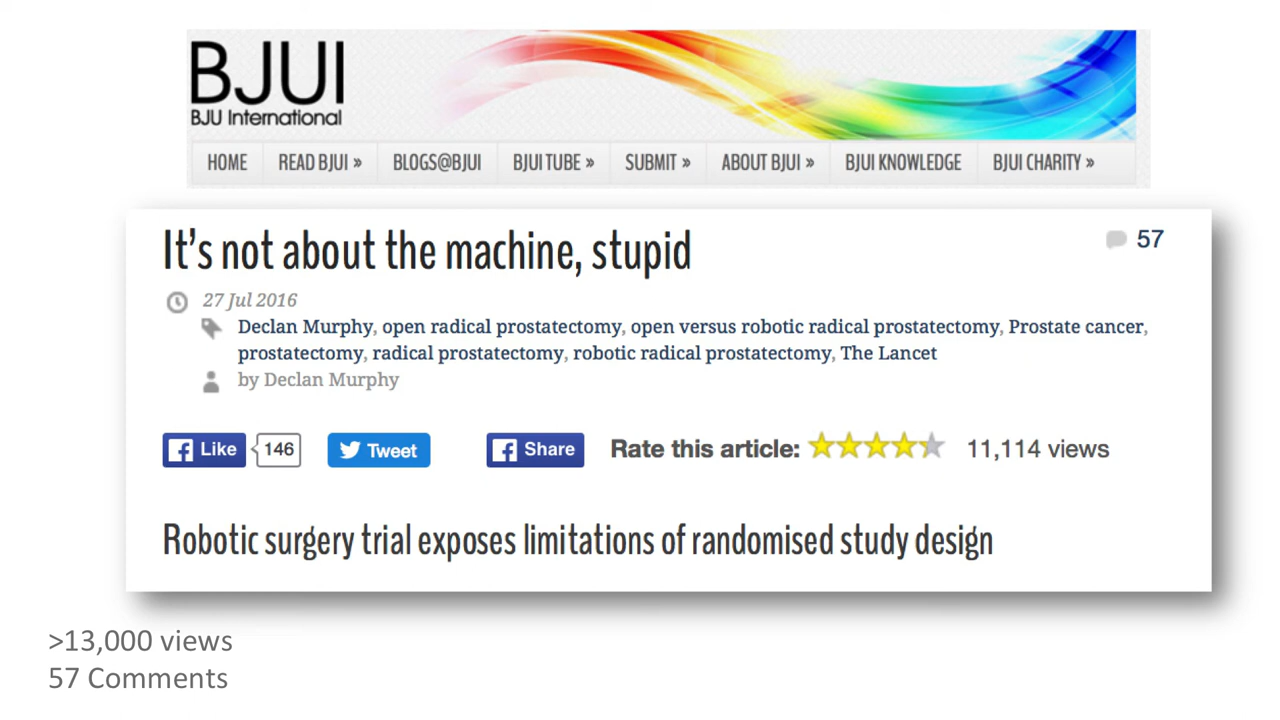 BJUI
BJU International
HOME READ BJUI » BLOGS@BJUI BJUI TUBE » SUBMIT » ABOUT BJUI » BJUI KNOWLEDGE BJUI CHARITY »
It's not about the machine, stupid 57
27 Jul 2016
Declan Murphy, open radical prostatectomy, open versus robotic radical prostatectomy, Prostate cancer,
prostatectomy, radical prostatectomy, robotic radical prostatectomy, The Lancet
by Declan Murphy
Like 146 Tweet Share Rate this article: 11,114 views
Robotic surgery trial exposes limitations of randomised study design
>13,000 views
57 Comments